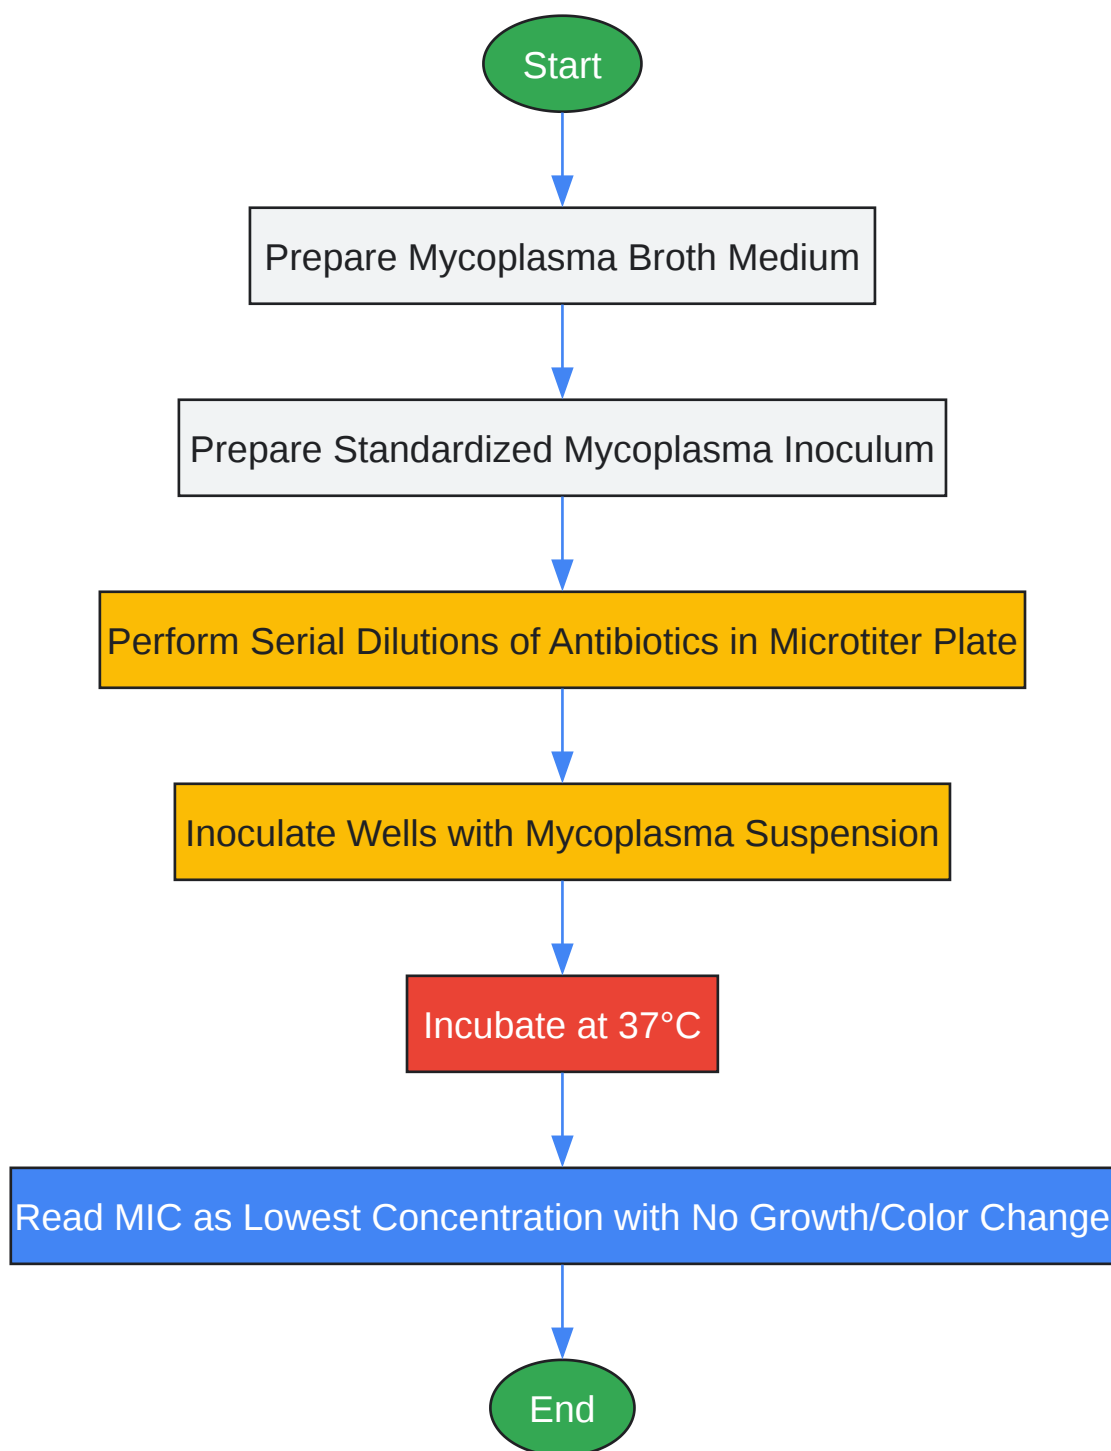 Start
Prepare Mycoplasma Broth Medium
Prepare Standardized Mycoplasma Inoculum
Perform Serial Dilutions of Antibiotics in Microtiter Plate
Inoculate Wells with Mycoplasma Suspension
Incubate at 37°C
Read MIC as Lowest Concentration with No Growth/Color Change
End